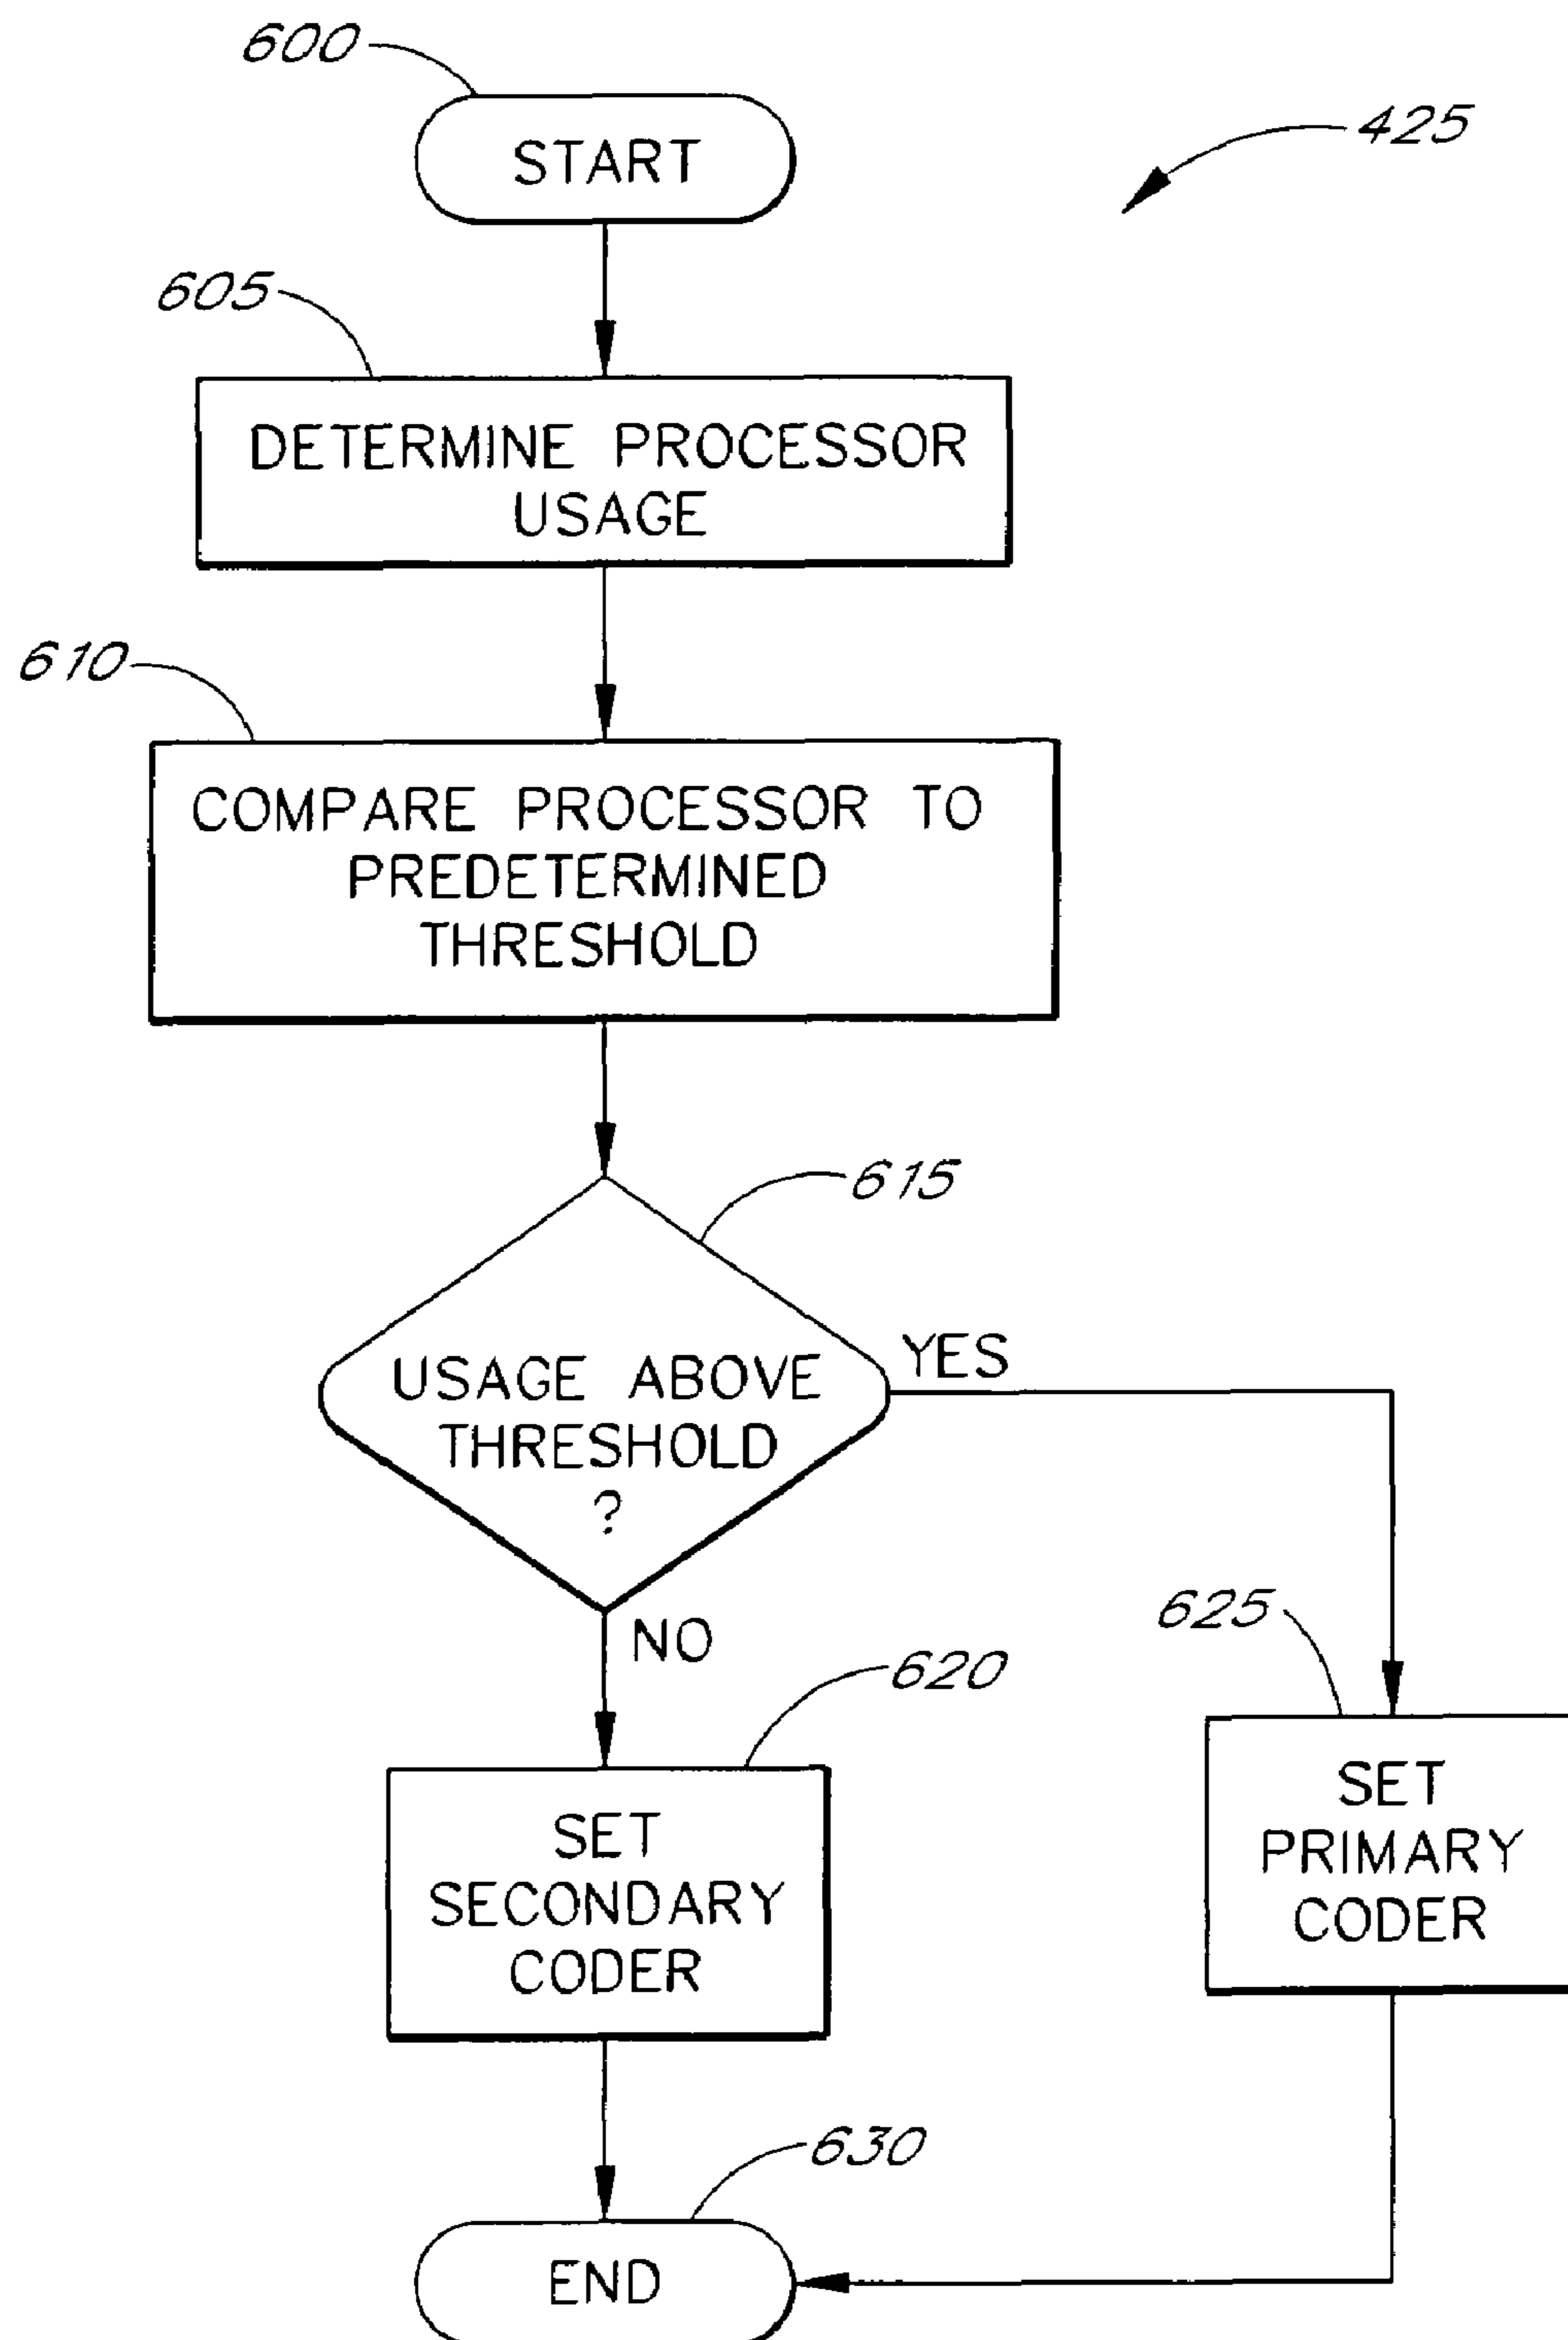 600
START
425
605
DETERMINE PROCESSOR
USAGE
610
COMPARE PROCESSOR TO
PREDETERMINED
THRESHOLD
615
USAGE ABOVE
THRESHOLD
?
YES
NO
620
SET
SECONDARY
CODER
625
SET
PRIMARY
CODER
630
END